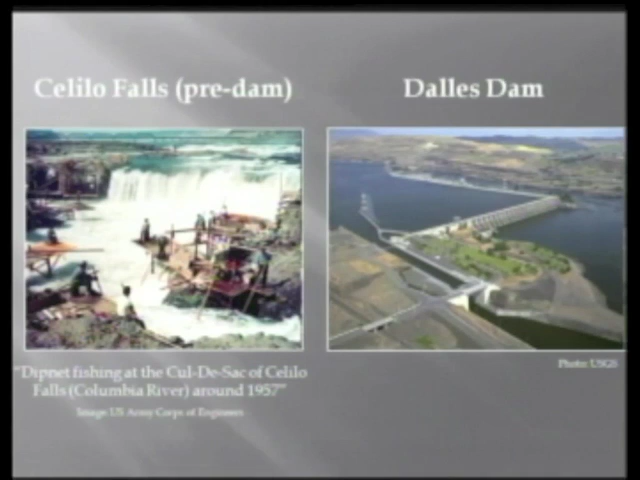 Celilo Falls (pre-dam)
Dalles Dam
"Dipnet fishing at the Cul-De-Sac of Celilo
Falls (Columbia River) around 1957"
Image: US Army Corps of Engineers
Photo: USGS